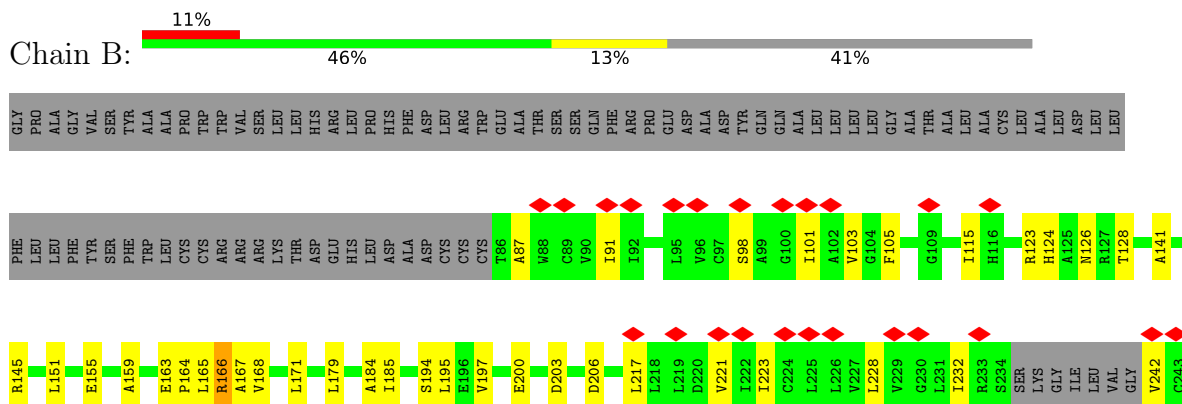 11%
Chain B:
46% 13% 41%
GLY PRO ALA GLY VAL SER TYR ALA ALA PRO TRP TRP VAL SER LEU LEU HIS ARG LEU PRO HIS PHE ASP LEU ARG TRP GLU ALA THR SER SER GLN PHE ARG PRO GLU ASP ALA ASP TYR GLN GLN ALA LEU LEU LEU LEU GLY ALA THR ALA LEU ALA CYS LEU ALA LEU ASP LEU LEU
PHE LEU LEU PHE TYR SER PHE TRP LEU CYS CYS ARG ARG ARG LYS THR ASP GLU HIS LEU ASP ALA ASP CYS CYS CYS T86 A87 W88 C89 V90 I91 I92 L95 V96 C97 S98 A99 G100 I101 A102 V103 G104 F105 G109 I115 H116 R123 H124 A125 N126 R127 T128 A141
R145 L151 E155 A159 E163 P164 L165 R166 A167 V168 L171 L179 A184 I185 S194 L195 E196 V197 E200 D203 D206 L217 L218 L219 D220 V221 I222 I223 C224 L225 L226 V227 L228 V229 G230 L231 I232 R233 S234 SER LYS GLY ILE LEU VAL GLY V242 C243